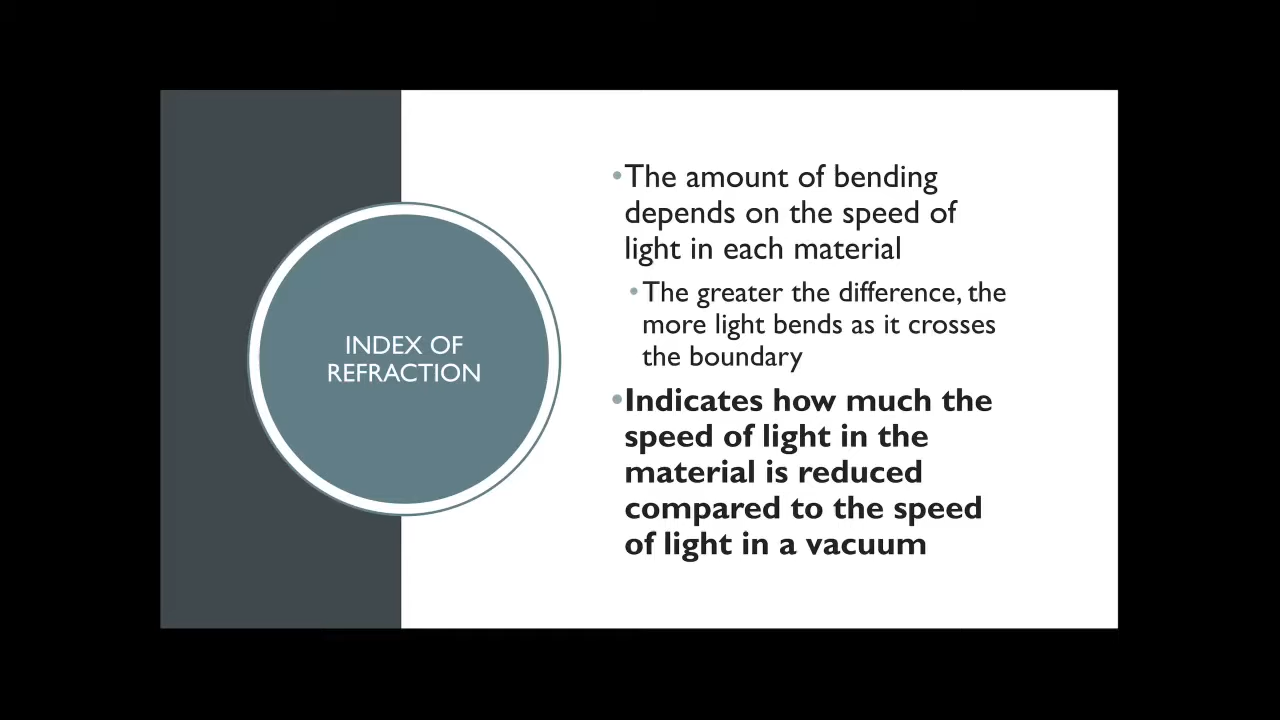 INDEX OF
REFRACTION
•The amount of bending
depends on the speed of
light in each material
•The greater the difference, the
more light bends as it crosses
the boundary
•Indicates how much the
speed of light in the
material is reduced
compared to the speed
of light in a vacuum